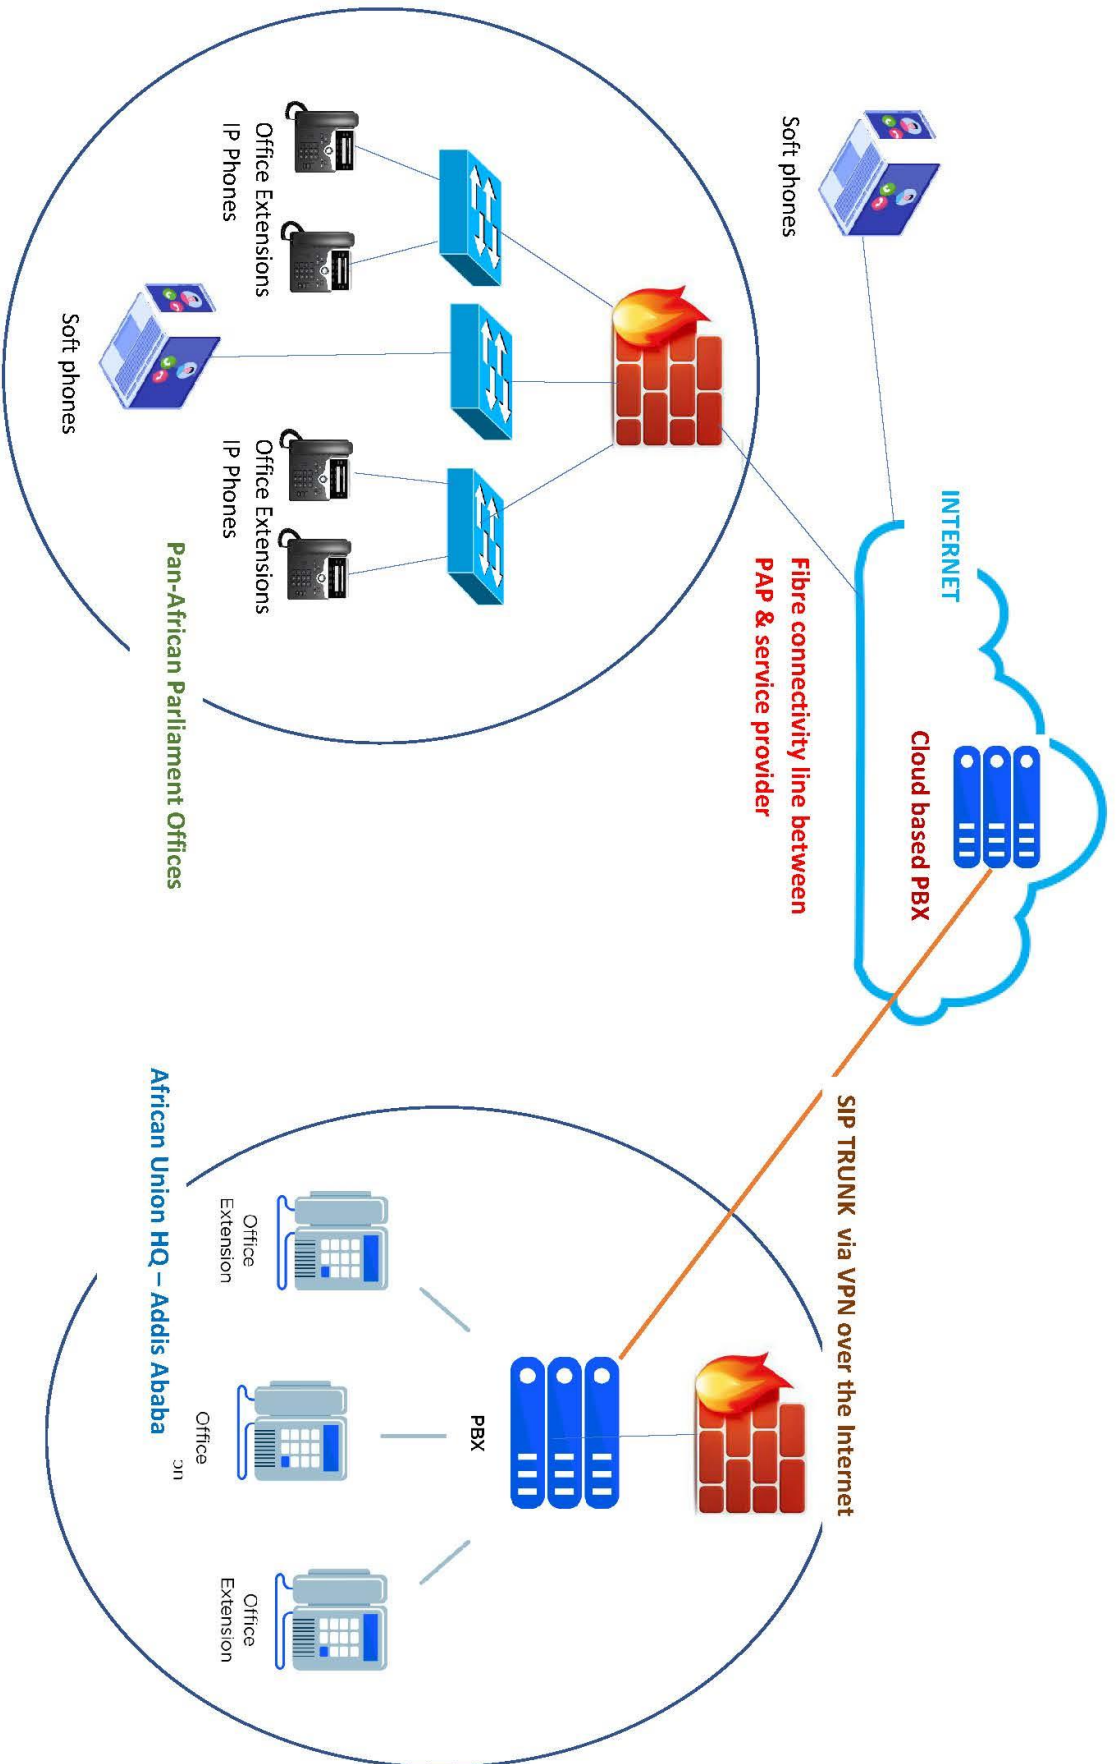 INTERNET
Cloud based PBX
Soft phones
Fibre connectivity line between
PAP & service provider
SIP TRUNK via VPN over the Internet
Office Extensions
IP Phones
Office Extensions
IP Phones
Soft phones
Pan-African Parliament Offices
PBX
Office
Extension
Office
on
Office
Extension
African Union HQ – Addis Ababa